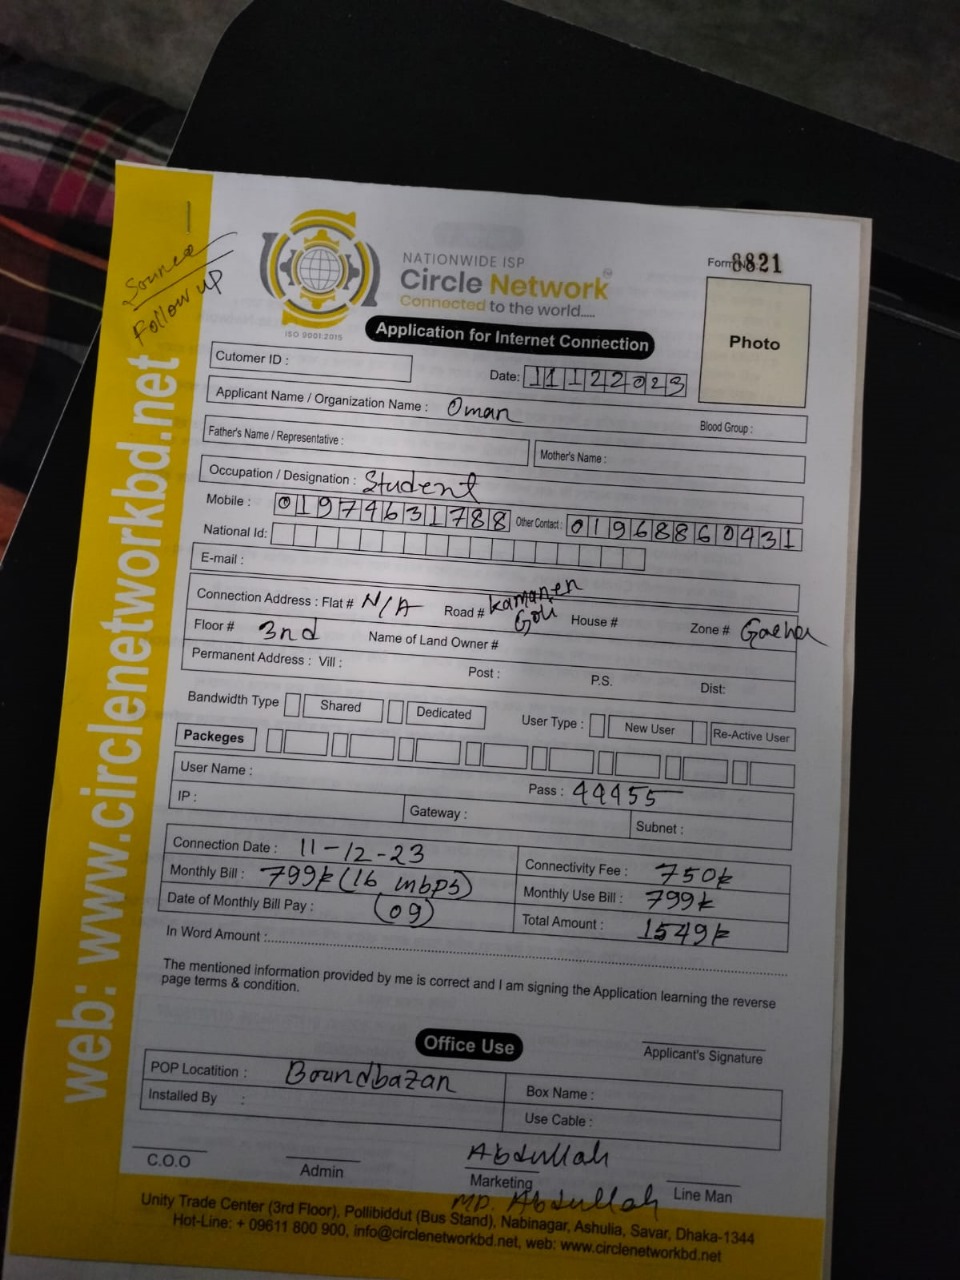 Source
Follow up
NATIONWIDE ISP
Circle Network
Connected to the world.....
ISO 9001:2015
Form 8821
Application for Internet Connection
Photo
Cutomer ID :
Date: 11122023
Applicant Name / Organization Name : Oman
Blood Group :
Father's Name / Representative :
Mother's Name :
Occupation / Designation : Student
Mobile : 01974631788 Other Contact : 01968860431
National Id:
E-mail :
Connection Address : Flat # N/A Road # Kamanen Goli House # Zone #
Floor # 3nd Name of Land Owner #
Permanent Address : Vill : Post : P.S. Dist:
Bandwidth Type Shared Dedicated User Type : New User Re-Active User
Packeges
User Name : Pass : 44455
IP : Gateway : Subnet :
Connection Date : 11-12-23 Connectivity Fee : 750k
Monthly Bill : 799k (16 mbps) Monthly Use Bill : 799k
Date of Monthly Bill Pay : (09) Total Amount : 1549k
In Word Amount :
The mentioned information provided by me is correct and I am signing the Application learning the reverse
page terms & condition.
Applicant's Signature
Office Use
POP Locatition : Boundbazan Box Name :
Installed By : Use Cable :
Abdullah
C.O.O Admin Marketing Line Man
MD. Abdullah
Unity Trade Center (3rd Floor), Pollibiddut (Bus Stand), Nabinagar, Ashulia, Savar, Dhaka-1344
Hot-Line: + 09611 800 900, info@circlenetworkbd.net, web: www.circlenetworkbd.net
web: www.circlenetworkbd.net